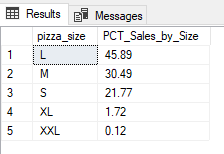 Results Messages
pizza_size PCT_Sales_by_Size
1 L 45.89
2 M 30.49
3 S 21.77
4 XL 1.72
5 XXL 0.12